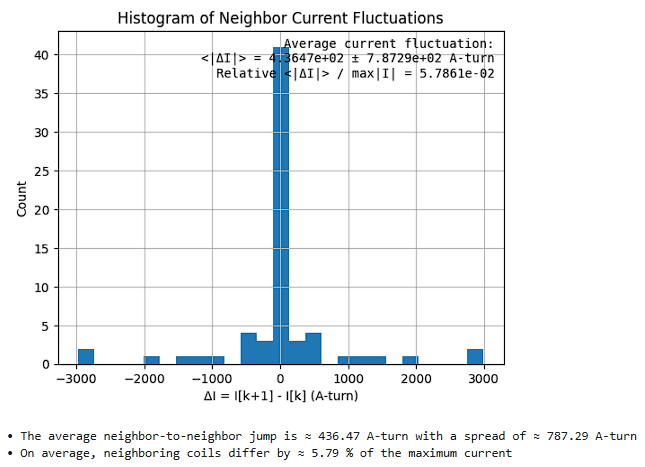 Histogram of Neighbor Current Fluctuations
Average current fluctuation:
<|ΔI|> = 4.3647e+02 ± 7.8729e+02 A-turn
Relative <|ΔI|> / max|I| = 5.7861e-02
40
35
30
25
20
15
10
5
0
Count
−3000 −2000 −1000 0 1000 2000 3000
ΔI = I[k+1] - I[k] (A-turn)
• The average neighbor-to-neighbor jump is ≈ 436.47 A-turn with a spread of ≈ 787.29 A-turn
• On average, neighboring coils differ by ≈ 5.79 % of the maximum current